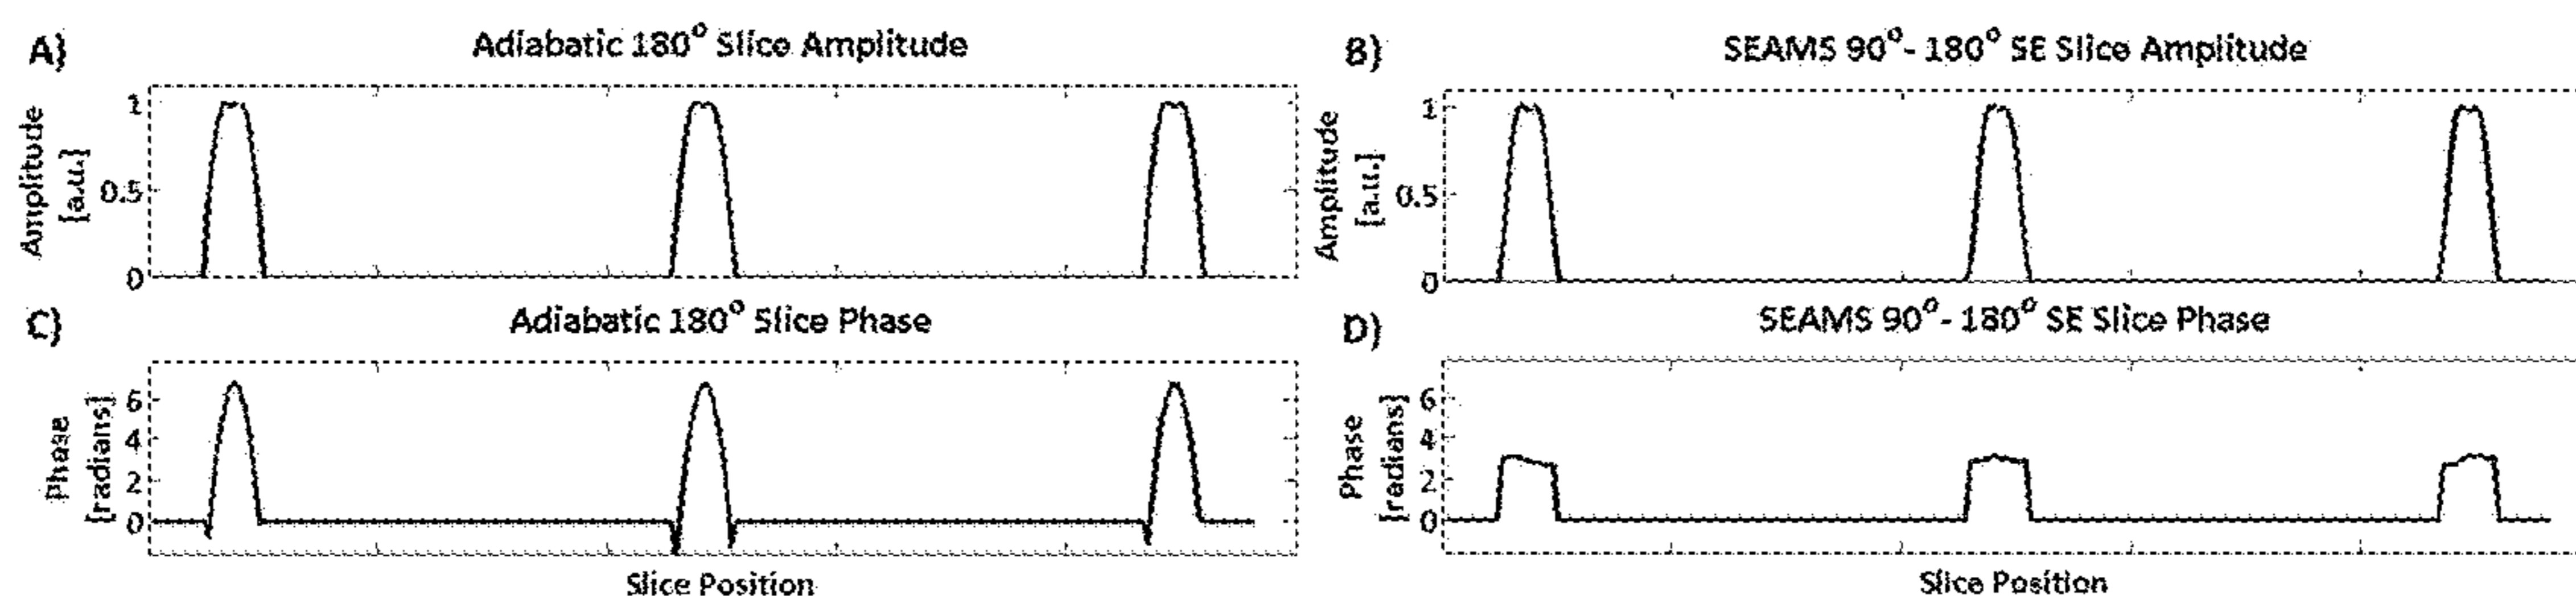 A)
Adiabatic 180° Slice Amplitude
Amplitude
[a.u.]
1
0.5
0
B)
SEAMS 90°- 180° SE Slice Amplitude
Amplitude
[a.u.]
1
0.5
0
C)
Adiabatic 180° Slice Phase
Phase
[radians]
6
4
2
0
Slice Position
D)
SEAMS 90°- 180° SE Slice Phase
Phase
[radians]
6
4
2
0
Slice Position